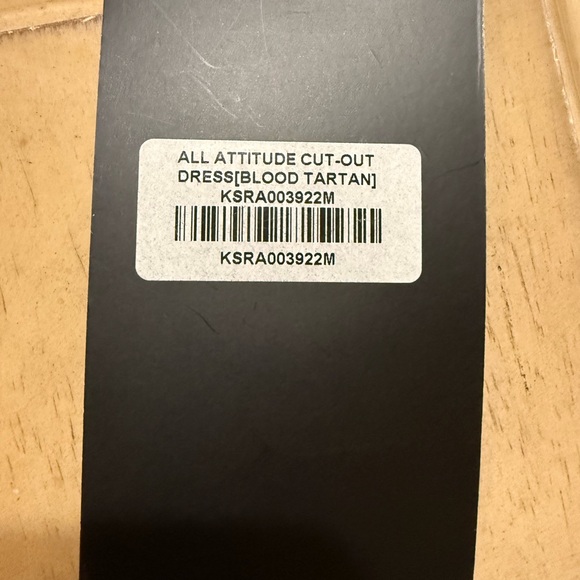 ALL ATTITUDE CUT-OUT
DRESS[BLOOD TARTAN]
KSRA003922M
KSRA003922M